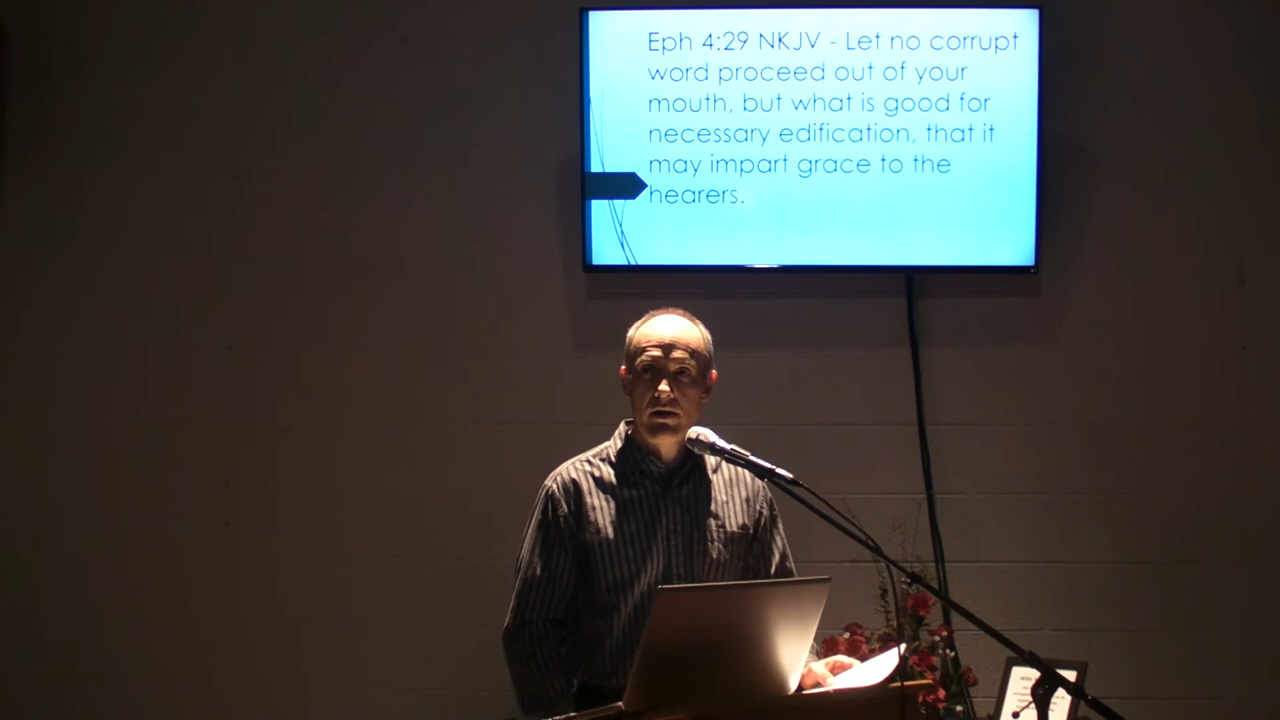 Eph 4:29 NKJV - Let no corrupt
word proceed out of your
mouth, but what is good for
necessary edification, that it
may impart grace to the
hearers.